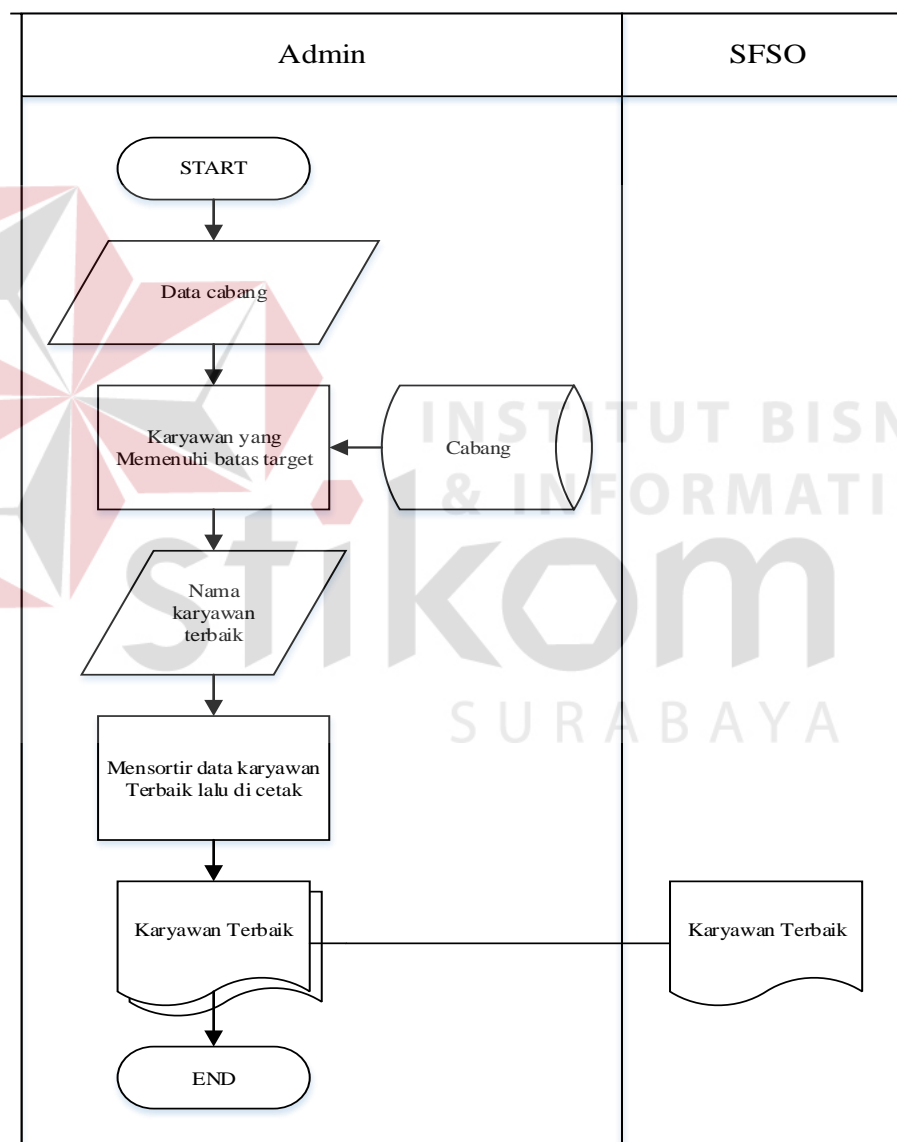 Admin
SFSO
START
Data cabang
Karyawan yang
Memenuhi batas target
Cabang
Nama
karyawan
terbaik
Mensortir data karyawan
Terbaik lalu di cetak
Karyawan Terbaik
Karyawan Terbaik
END
INSTITUT BISN
& INFORMATI
stikom
SURABAYA